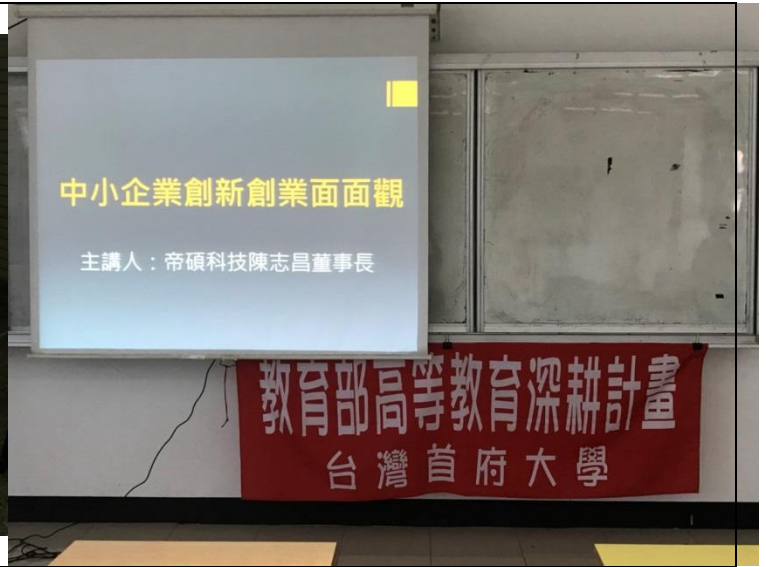 中小企業創新創業面面觀
主講人：帝碩科技陳志昌董事長
教育部高等教育深耕計畫
台灣首府大學